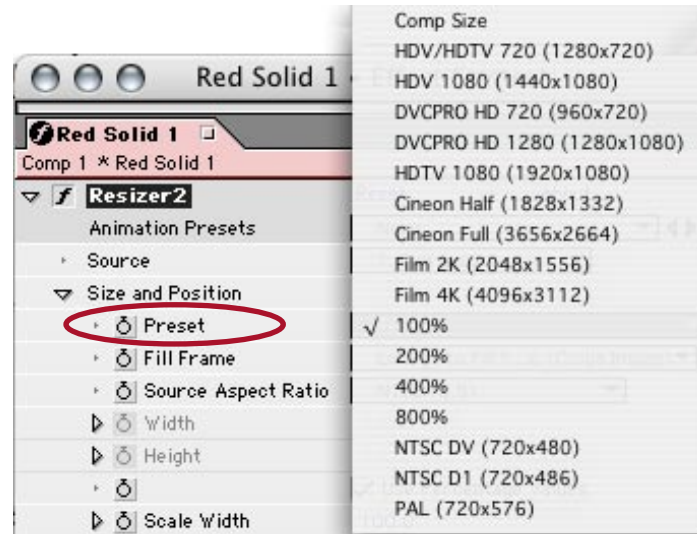 Red Solid 1
Red Solid 1
Comp 1 * Red Solid 1
Resizer2
Animation Presets
Source
Size and Position
Preset
Fill Frame
Source Aspect Ratio
Width
Height
Scale Width
Comp Size
HDV/HDTV 720 (1280x720)
HDV 1080 (1440x1080)
DVCPRO HD 720 (960x720)
DVCPRO HD 1280 (1280x1080)
HDTV 1080 (1920x1080)
Cineon Half (1828x1332)
Cineon Full (3656x2664)
Film 2K (2048x1556)
Film 4K (4096x3112)
√ 100%
200%
400%
800%
NTSC DV (720x480)
NTSC D1 (720x486)
PAL (720x576)